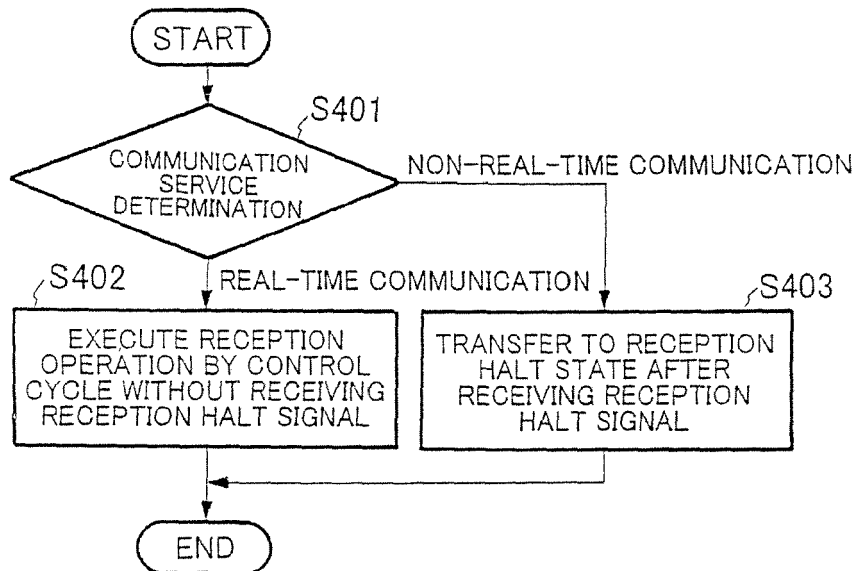 START
S401
COMMUNICATION
SERVICE
DETERMINATION
NON-REAL-TIME COMMUNICATION
S402
REAL-TIME COMMUNICATION
S403
EXECUTE RECEPTION
OPERATION BY CONTROL
CYCLE WITHOUT RECEIVING
RECEPTION HALT SIGNAL
TRANSFER TO RECEPTION
HALT STATE AFTER
RECEIVING RECEPTION
HALT SIGNAL
END